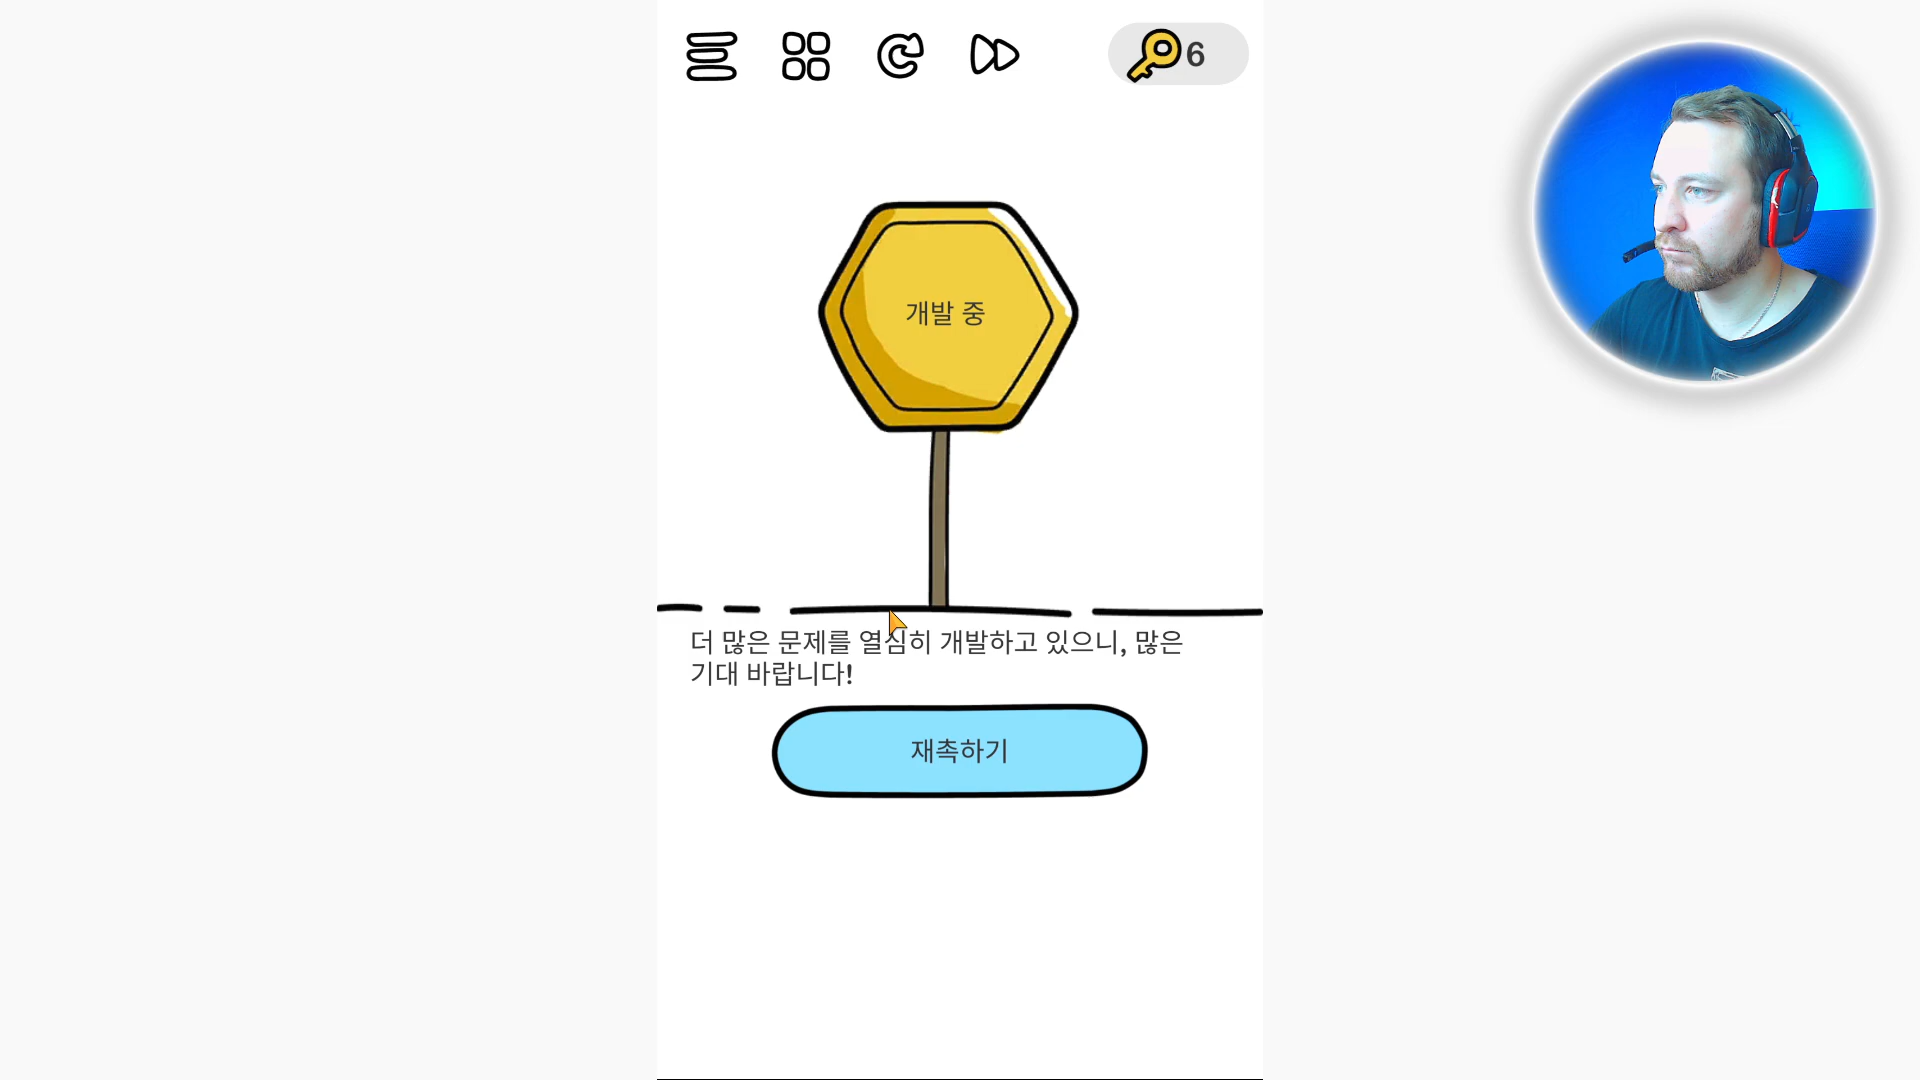 6
개발 중
더 많은 문제를 열심히 개발하고 있으니, 많은
기대 바랍니다!
재촉하기